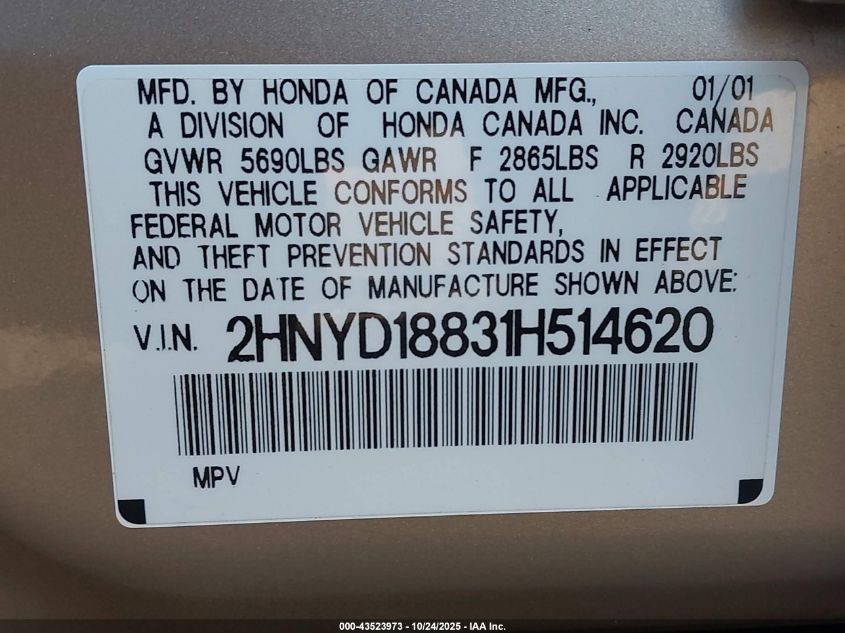 MFD. BY HONDA OF CANADA MFG., 01/01
A DIVISION OF HONDA CANADA INC. CANADA
GVWR 5690LBS GAWR F 2865LBS R 2920LBS
THIS VEHICLE CONFORMS TO ALL APPLICABLE
FEDERAL MOTOR VEHICLE SAFETY,
AND THEFT PREVENTION STANDARDS IN EFFECT
ON THE DATE OF MANUFACTURE SHOWN ABOVE:
V.I.N. 2HNYD18831H514620
MPV
000-43523973 - 10/24/2025 - IAA Inc.